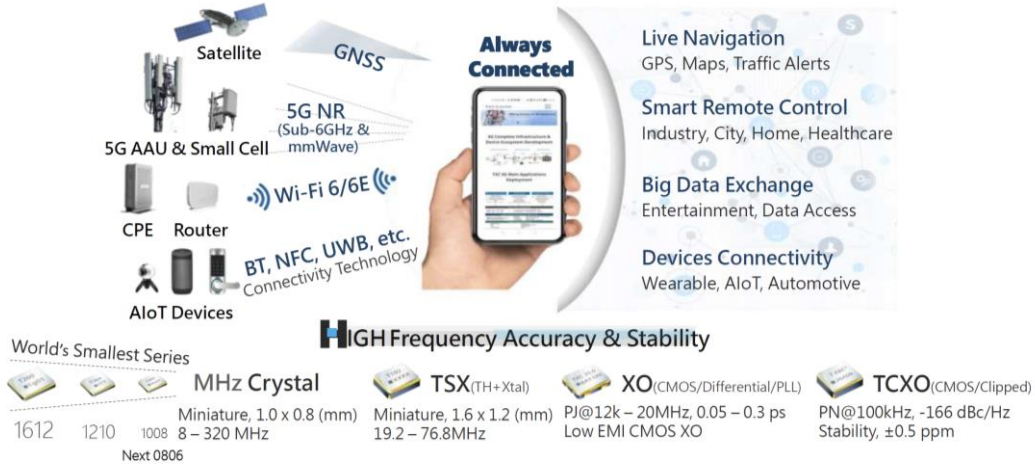 Satellite
GNSS
Always
Connected
5G NR
(Sub-6GHz &
mmWave)
5G AAU & Small Cell
Wi-Fi 6/6E
CPE Router
BT, NFC, UWB, etc.
Connectivity Technology
AIoT Devices
Live Navigation
GPS, Maps, Traffic Alerts
Smart Remote Control
Industry, City, Home, Healthcare
Big Data Exchange
Entertainment, Data Access
Devices Connectivity
Wearable, AIoT, Automotive
HIGH Frequency Accuracy & Stability
World's Smallest Series
1612 1210 1008
Next 0806
MHz Crystal
Miniature, 1.0 x 0.8 (mm)
8 – 320 MHz
TSX (TH+Xtal)
Miniature, 1.6 x 1.2 (mm)
19.2 – 76.8MHz
XO (CMOS/Differential/PLL)
PJ@12k – 20MHz, 0.05 – 0.3 ps
Low EMI CMOS XO
TCXO (CMOS/Clipped)
PN@100kHz, -166 dBc/Hz
Stability, ±0.5 ppm